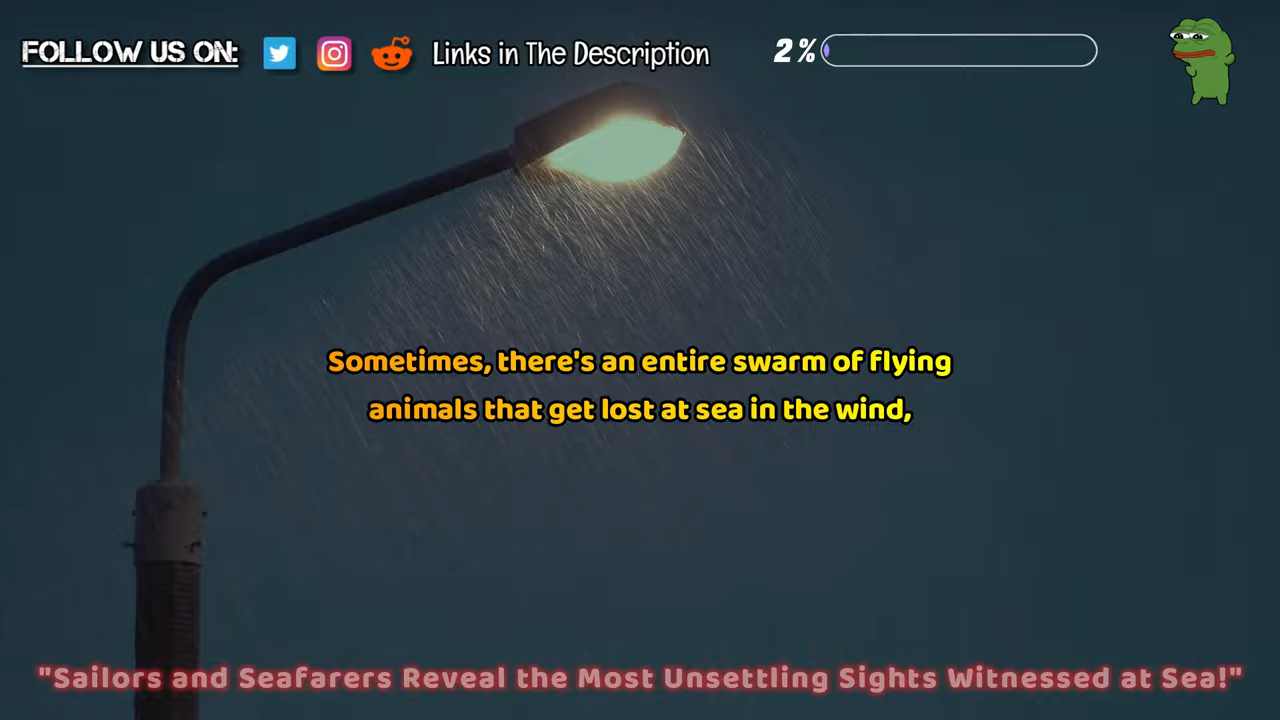 FOLLOW US ON: Links in The Description 2%
Sometimes, there's an entire swarm of flying
animals that get lost at sea in the wind,
"Sailors and Seafarers Reveal the Most Unsettling Sights Witnessed at Sea!"